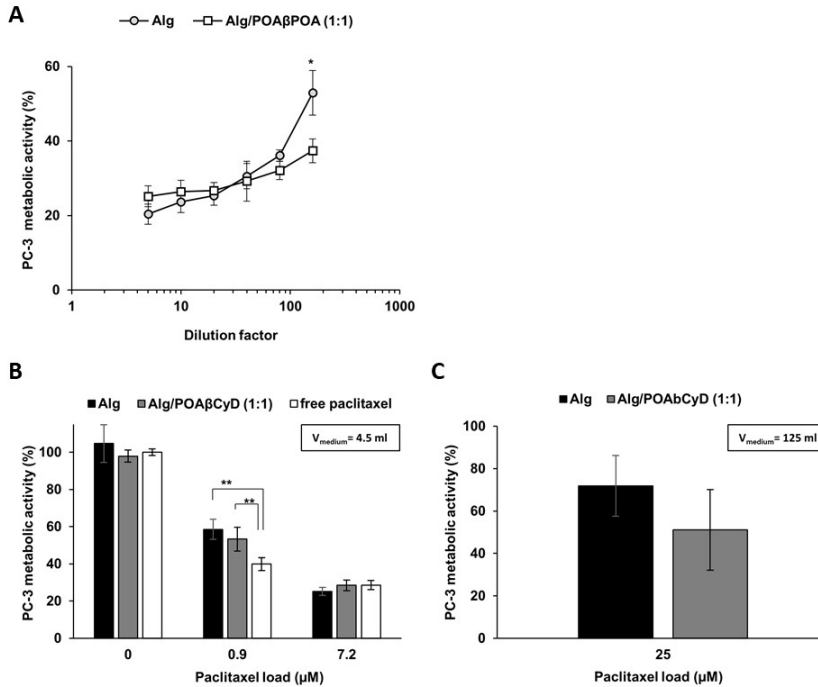 A
Alg Alg/POAβPOA (1:1)
PC-3 metabolic activity (%)
60
40
20
0
*
1 10 100 1000
Dilution factor
B
Alg Alg/POAβCyD (1:1) free paclitaxel
PC-3 metabolic activity (%)
100
80
60
40
20
0
Vmedium= 4.5 ml
**
**
0 0.9 7.2
Paclitaxel load (μM)
C
Alg Alg/POAbCyD (1:1)
PC-3 metabolic activity (%)
100
80
60
40
20
0
Vmedium= 125 ml
25
Paclitaxel load (μM)